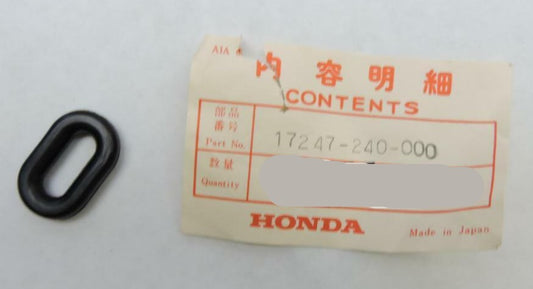 A1A
内容明細
CONTENTS
部品
番号
Part No. 17247-240-000
数量
Quantity
HONDA Made in Japan